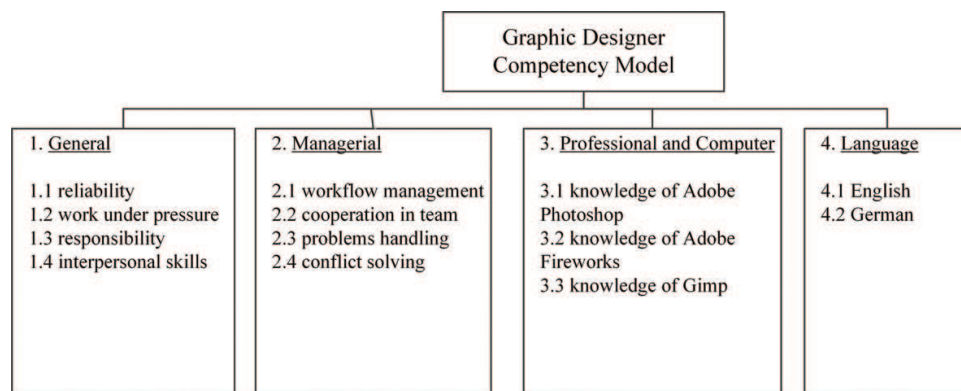 Graphic Designer
Competency Model
1. General
1.1 reliability
1.2 work under pressure
1.3 responsibility
1.4 interpersonal skills
2. Managerial
2.1 workflow management
2.2 cooperation in team
2.3 problems handling
2.4 conflict solving
3. Professional and Computer
3.1 knowledge of Adobe
Photoshop
3.2 knowledge of Adobe
Fireworks
3.3 knowledge of Gimp
4. Language
4.1 English
4.2 German